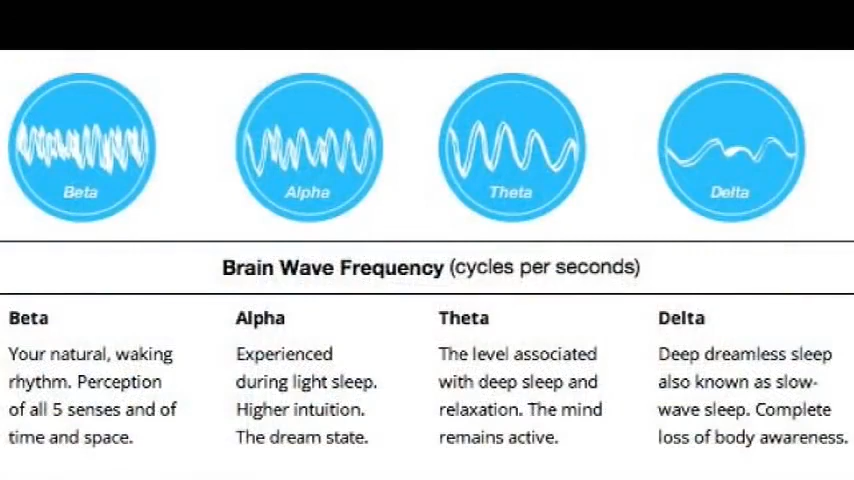 Beta
Alpha
Theta
Delta
Brain Wave Frequency (cycles per seconds)
Beta
Your natural, waking
rhythm. Perception
of all 5 senses and of
time and space.
Alpha
Experienced
during light sleep.
Higher intuition.
The dream state.
Theta
The level associated
with deep sleep and
relaxation. The mind
remains active.
Delta
Deep dreamless sleep
also known as slow-
wave sleep. Complete
loss of body awareness.